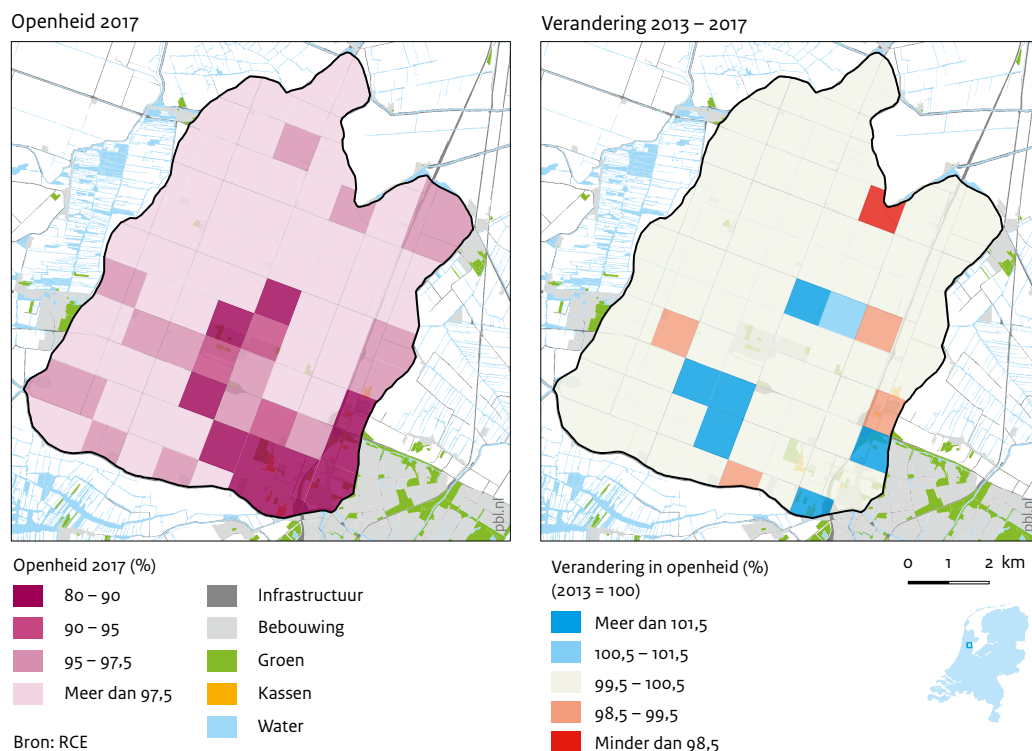 Openheid 2017
Verandering 2013 – 2017
pbl.nl
pbl.nl
Openheid 2017 (%)
80 – 90
90 – 95
95 – 97,5
Meer dan 97,5
Infrastructuur
Bebouwing
Groen
Kassen
Water
Bron: RCE
Verandering in openheid (%)
(2013 = 100)
Meer dan 101,5
100,5 – 101,5
99,5 – 100,5
98,5 – 99,5
Minder dan 98,5
0 1 2 km